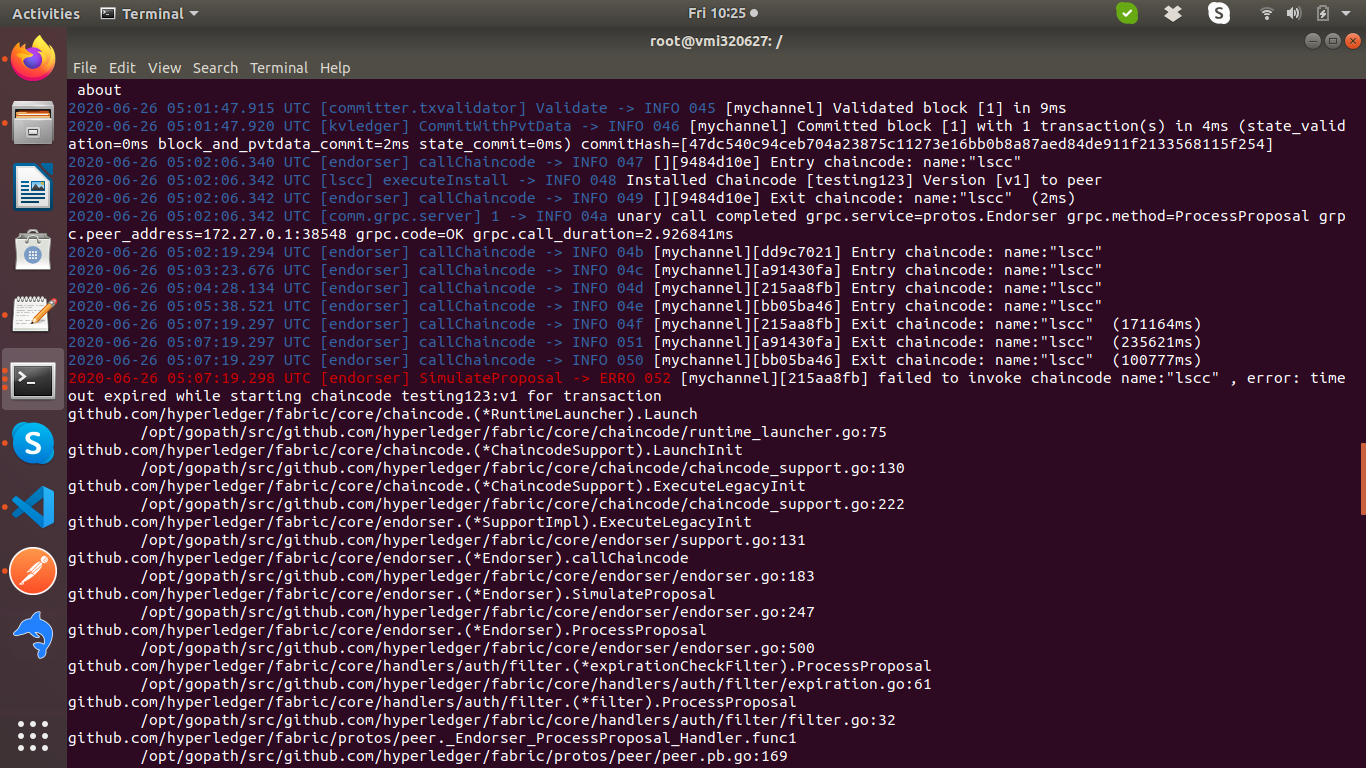 Activities
Terminal
Fri 10:25
root@vmi320627: /
File Edit View Search Terminal Help
about
2020-06-26 05:01:47.915 UTC [committer.txvalidator] Validate -> INFO 045 [mychannel] Validated block [1] in 9ms
2020-06-26 05:01:47.920 UTC [kvledger] CommitWithPvtData -> INFO 046 [mychannel] Committed block [1] with 1 transaction(s) in 4ms (state_valid
ation=0ms block_and_pvtdata_commit=2ms state_commit=0ms) commitHash=[47dc540c94ceb704a23875c11273e16bb0b8a87aed84de911f2133568115f254]
2020-06-26 05:02:06.340 UTC [endorser] callChaincode -> INFO 047 [][9484d10e] Entry chaincode: name:"lscc"
2020-06-26 05:02:06.342 UTC [lscc] executeInstall -> INFO 048 Installed Chaincode [testing123] Version [v1] to peer
2020-06-26 05:02:06.342 UTC [endorser] callChaincode -> INFO 049 [][9484d10e] Exit chaincode: name:"lscc" (2ms)
2020-06-26 05:02:06.342 UTC [comm.grpc.server] 1 -> INFO 04a unary call completed grpc.service=protos.Endorser grpc.method=ProcessProposal grp
c.peer_address=172.27.0.1:38548 grpc.code=OK grpc.call_duration=2.926841ms
2020-06-26 05:02:19.294 UTC [endorser] callChaincode -> INFO 04b [mychannel][dd9c7021] Entry chaincode: name:"lscc"
2020-06-26 05:03:23.676 UTC [endorser] callChaincode -> INFO 04c [mychannel][a91430fa] Entry chaincode: name:"lscc"
2020-06-26 05:04:28.134 UTC [endorser] callChaincode -> INFO 04d [mychannel][215aa8fb] Entry chaincode: name:"lscc"
2020-06-26 05:05:38.521 UTC [endorser] callChaincode -> INFO 04e [mychannel][bb05ba46] Entry chaincode: name:"lscc"
2020-06-26 05:07:19.297 UTC [endorser] callChaincode -> INFO 04f [mychannel][215aa8fb] Exit chaincode: name:"lscc" (171164ms)
2020-06-26 05:07:19.297 UTC [endorser] callChaincode -> INFO 051 [mychannel][a91430fa] Exit chaincode: name:"lscc" (235621ms)
2020-06-26 05:07:19.297 UTC [endorser] callChaincode -> INFO 050 [mychannel][bb05ba46] Exit chaincode: name:"lscc" (100777ms)
2020-06-26 05:07:19.298 UTC [endorser] SimulateProposal -> ERRO 052 [mychannel][215aa8fb] failed to invoke chaincode name:"lscc" , error: time
out expired while starting chaincode testing123:v1 for transaction
github.com/hyperledger/fabric/core/chaincode.(*RuntimeLauncher).Launch
/opt/gopath/src/github.com/hyperledger/fabric/core/chaincode/runtime_launcher.go:75
github.com/hyperledger/fabric/core/chaincode.(*ChaincodeSupport).LaunchInit
/opt/gopath/src/github.com/hyperledger/fabric/core/chaincode/chaincode_support.go:130
github.com/hyperledger/fabric/core/chaincode.(*ChaincodeSupport).ExecuteLegacyInit
/opt/gopath/src/github.com/hyperledger/fabric/core/chaincode/chaincode_support.go:222
github.com/hyperledger/fabric/core/endorser.(*SupportImpl).ExecuteLegacyInit
/opt/gopath/src/github.com/hyperledger/fabric/core/endorser/support.go:131
github.com/hyperledger/fabric/core/endorser.(*Endorser).callChaincode
/opt/gopath/src/github.com/hyperledger/fabric/core/endorser/endorser.go:183
github.com/hyperledger/fabric/core/endorser.(*Endorser).SimulateProposal
/opt/gopath/src/github.com/hyperledger/fabric/core/endorser/endorser.go:247
github.com/hyperledger/fabric/core/endorser.(*Endorser).ProcessProposal
/opt/gopath/src/github.com/hyperledger/fabric/core/endorser/endorser.go:500
github.com/hyperledger/fabric/core/handlers/auth/filter.(*expirationCheckFilter).ProcessProposal
/opt/gopath/src/github.com/hyperledger/fabric/core/handlers/auth/filter/expiration.go:61
github.com/hyperledger/fabric/core/handlers/auth/filter.(*filter).ProcessProposal
/opt/gopath/src/github.com/hyperledger/fabric/core/handlers/auth/filter/filter.go:32
github.com/hyperledger/fabric/protos/peer._Endorser_ProcessProposal_Handler.func1
/opt/gopath/src/github.com/hyperledger/fabric/protos/peer/peer.pb.go:169